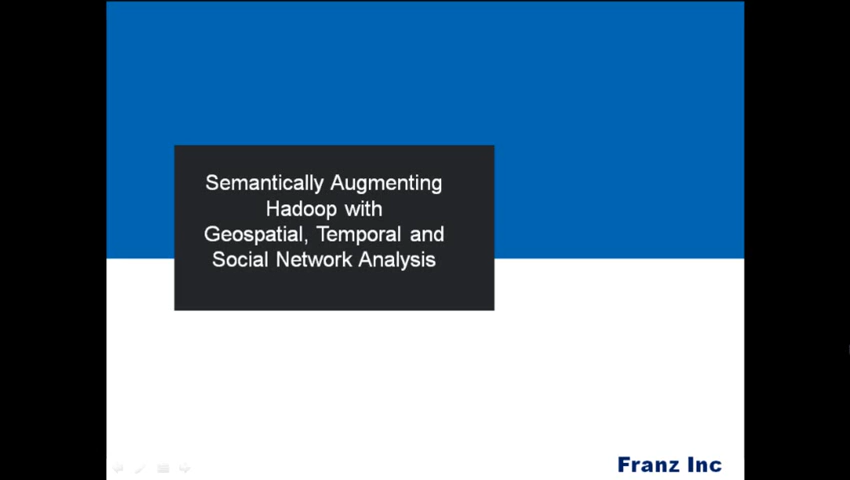 Semantically Augmenting
Hadoop with
Geospatial, Temporal and
Social Network Analysis
Franz Inc